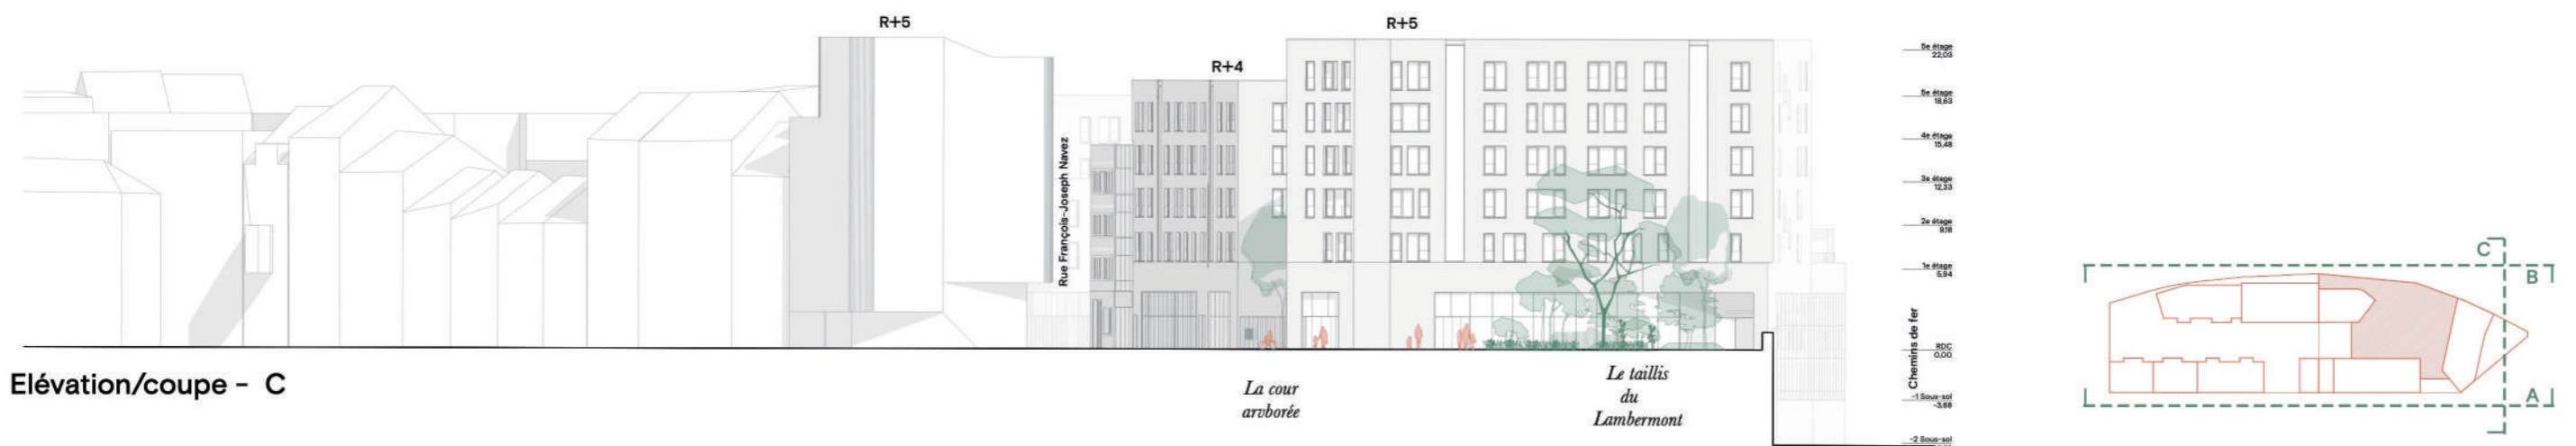 R+5
R+4
R+5
Rue François-Joseph Navez
5e étage
22,03
5e étage
18,63
4e étage
15,48
3e étage
12,33
2e étage
9,18
1e étage
5,94
RDC
0,00
Chemins de fer
-1 Sous-sol
-3,68
-2 Sous-sol
Elévation/coupe - C
La cour
arvborée
Le taillis
du
Lambermont
C
B
A